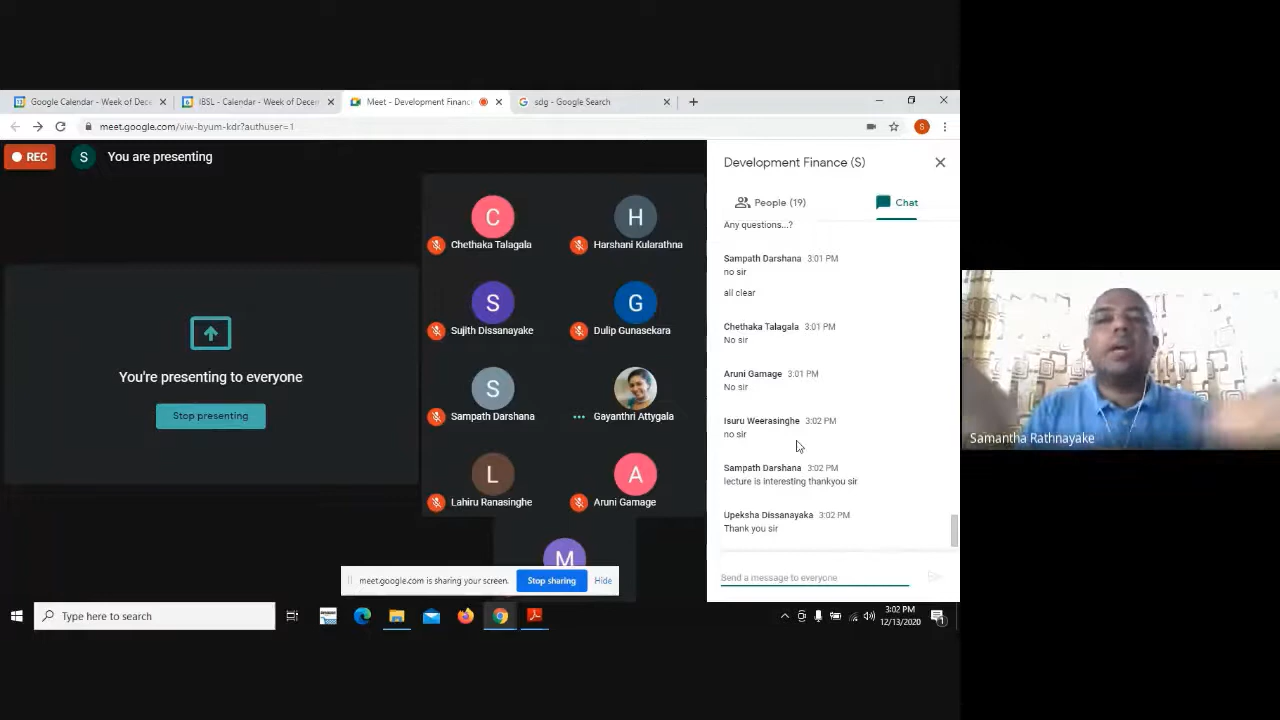 Google Calendar - Week of Dece
IBSL - Calendar - Week of Decem
Meet - Development Finance
sdg - Google Search
meet.google.com/viw-byum-kdr?authuser=1
S
REC
S
You are presenting
You're presenting to everyone
Stop presenting
C
Chethaka Talagala
H
Harshani Kularathna
S
Sujith Dissanayake
G
Dulip Gunasekara
S
Sampath Darshana
Gayanthri Attygala
L
Lahiru Ranasinghe
A
Aruni Gamage
M
Development Finance (S)
People (19)
Chat
Any questions...?
Sampath Darshana 3:01 PM
no sir
all clear
Chethaka Talagala 3:01 PM
No sir
Aruni Gamage 3:01 PM
No sir
Isuru Weerasinghe 3:02 PM
no sir
Sampath Darshana 3:02 PM
lecture is interesting thankyou sir
Upeksha Dissanayaka 3:02 PM
Thank you sir
Send a message to everyone
meet.google.com is sharing your screen.
Stop sharing
Hide
Type here to search
3:02 PM
12/13/2020
1
Samantha Rathnayake